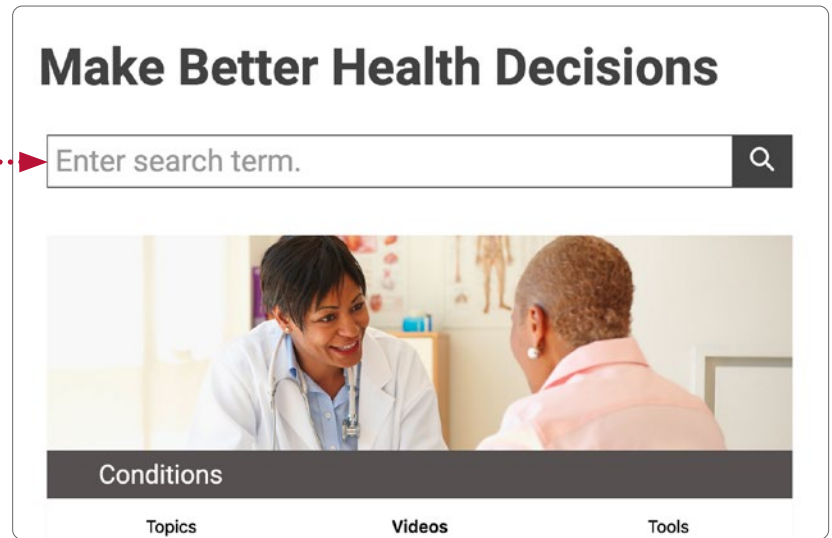 Make Better Health Decisions
Enter search term.
Conditions
Topics Videos Tools